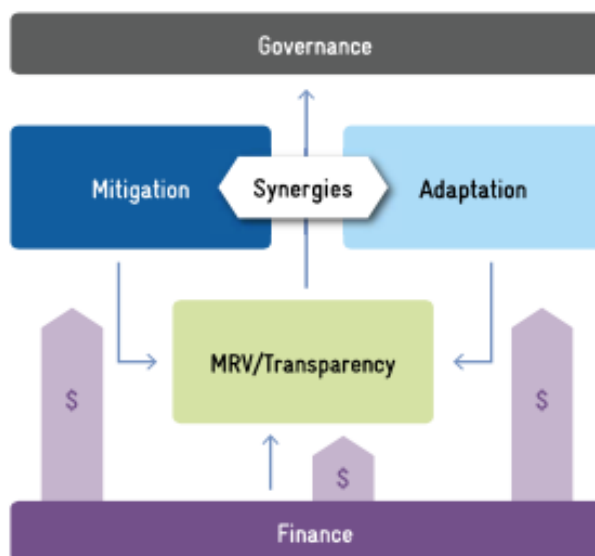 Governance
Mitigation
Synergies
Adaptation
MRV/Transparency
$
$
$
Finance